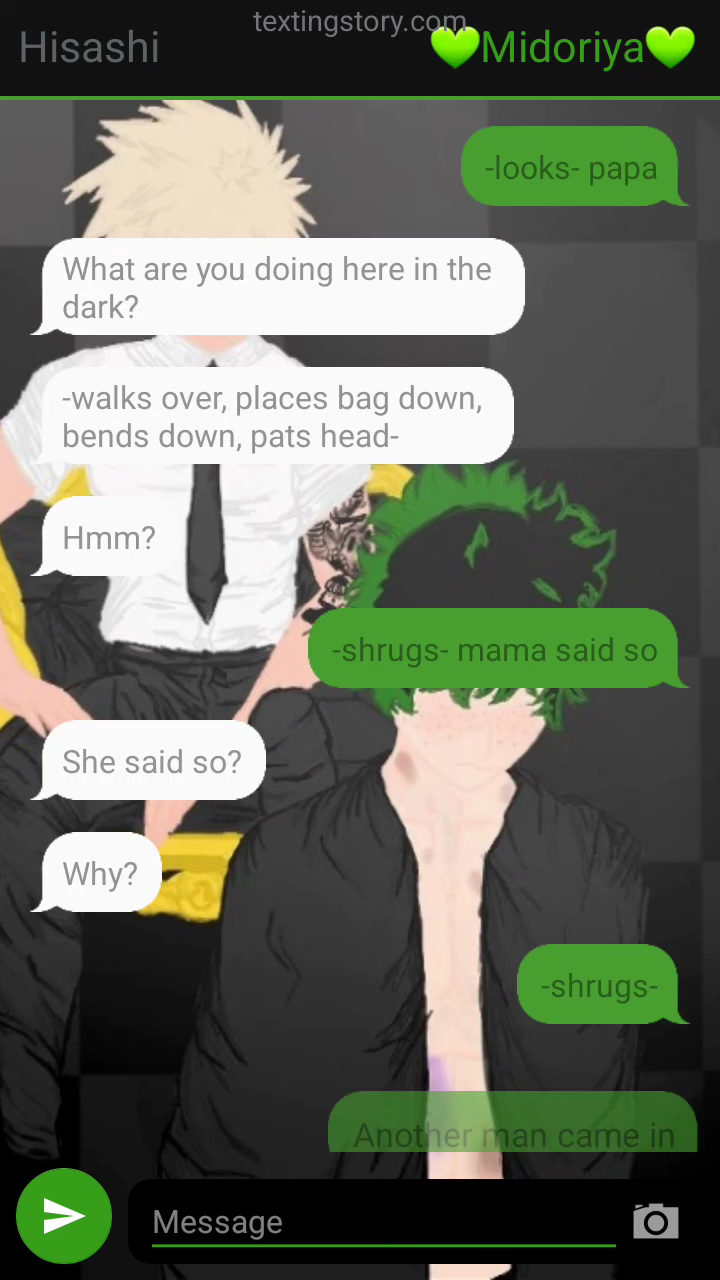 textingstory.com
Hisashi
💚Midoriya💚
-looks- papa
What are you doing here in the
dark?
-walks over, places bag down,
bends down, pats head-
Hmm?
-shrugs- mama said so
She said so?
Why?
-shrugs-
Another man came in
Message